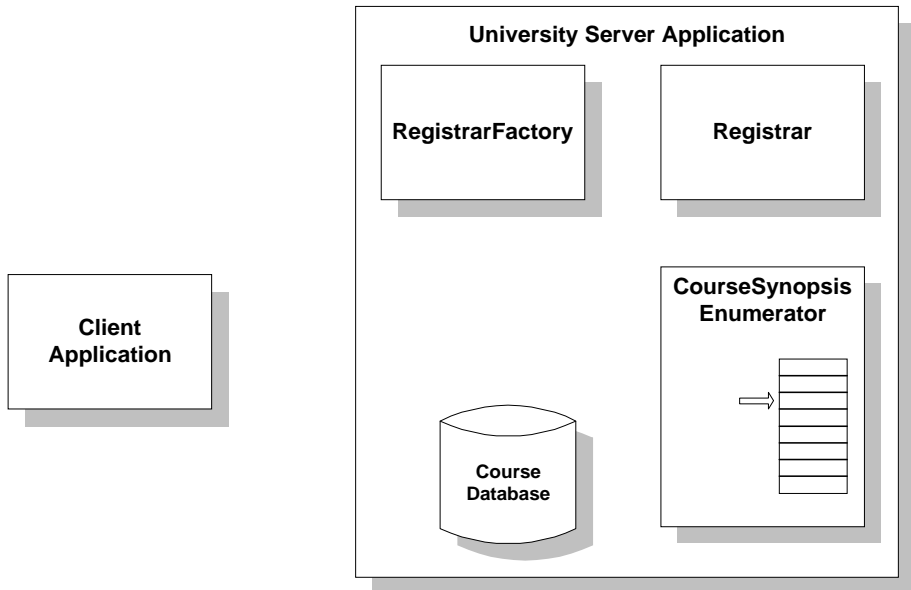 University Server Application
RegistrarFactory
Registrar
Client
Application
CourseSynopsis
Enumerator
Course
Database